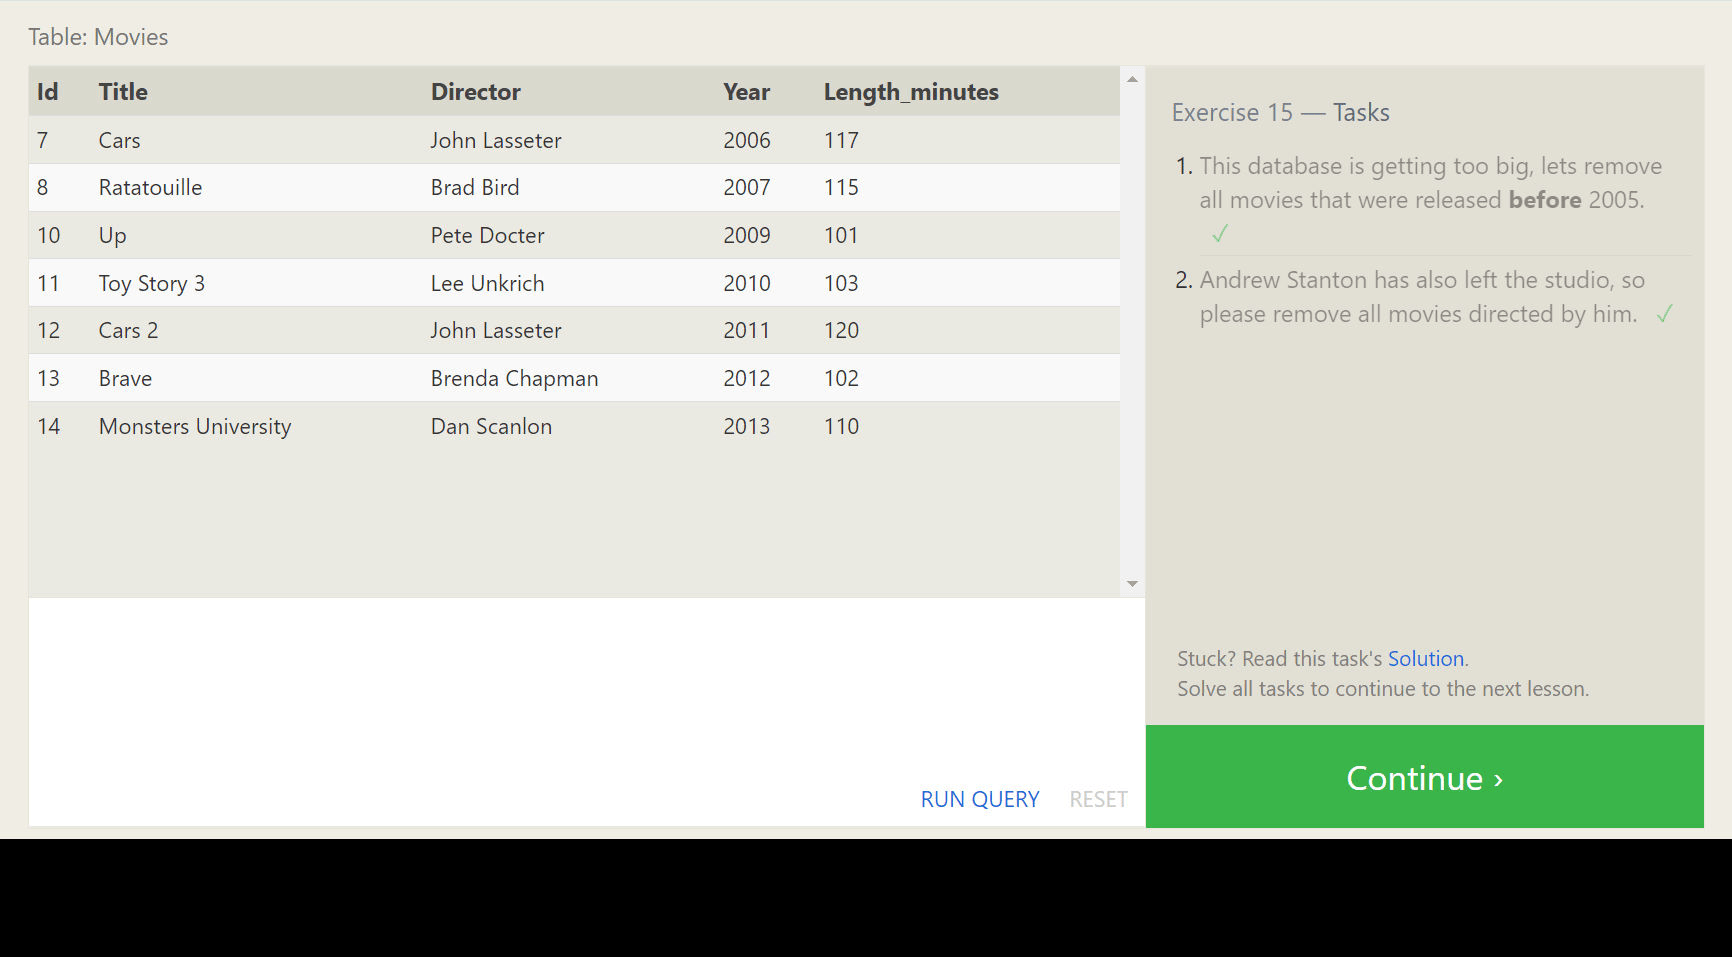 Table: Movies
Id Title Director Year Length_minutes
7 Cars John Lasseter 2006 117
8 Ratatouille Brad Bird 2007 115
10 Up Pete Docter 2009 101
11 Toy Story 3 Lee Unkrich 2010 103
12 Cars 2 John Lasseter 2011 120
13 Brave Brenda Chapman 2012 102
14 Monsters University Dan Scanlon 2013 110
RUN QUERY RESET
Exercise 15 — Tasks
1. This database is getting too big, lets remove
all movies that were released before 2005.
✓
2. Andrew Stanton has also left the studio, so
please remove all movies directed by him. ✓
Stuck? Read this task's Solution.
Solve all tasks to continue to the next lesson.
Continue ›